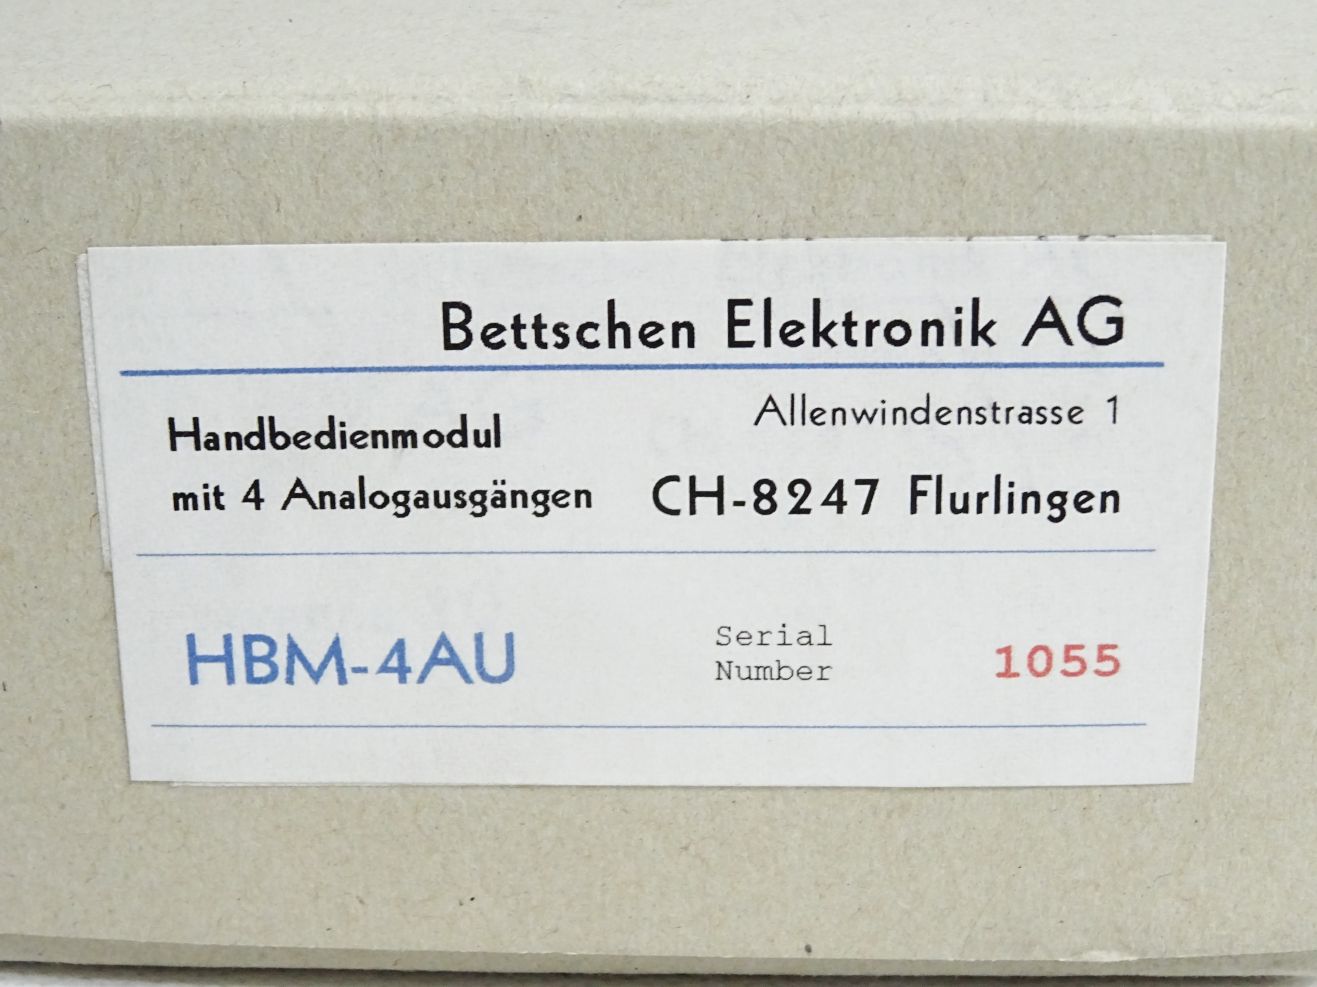 Bettschen Elektronik AG
Allenwindenstrasse 1
Handbedienmodul
mit 4 Analogausgängen
CH-8247 Flurlingen
HBM-4AU
Serial
Number
1055